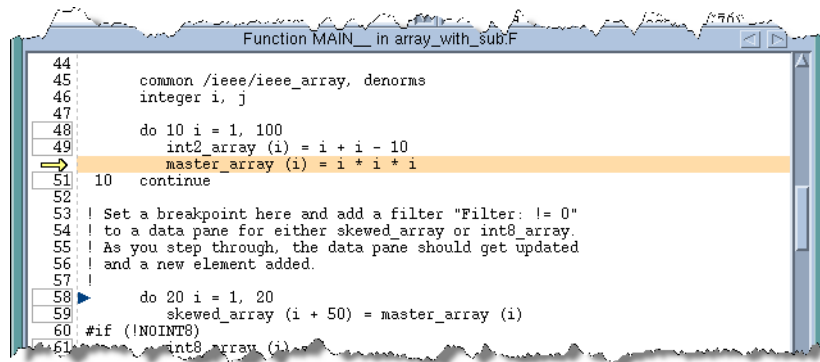 Function MAIN__ in array_with_sub.F
44
45 common /ieee/ieee_array, denorms
46 integer i, j
47
48 do 10 i = 1, 100
49 int2_array (i) = i + i - 10
master_array (i) = i * i * i
51 10 continue
52
53 ! Set a breakpoint here and add a filter "Filter: != 0"
54 ! to a data pane for either skewed_array or int8_array.
55 ! As you step through, the data pane should get updated
56 ! and a new element added.
57 !
58 do 20 i = 1, 20
59 skewed_array (i + 50) = master_array (i)
60 #if (!NOINT8)
61 int8_array (i)